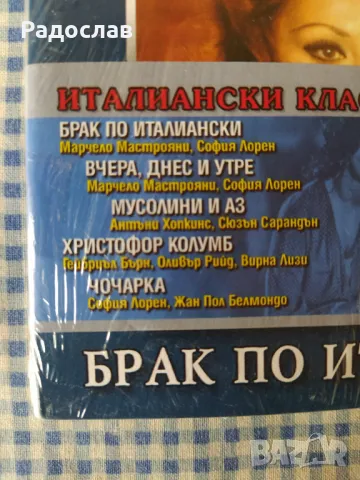 Радослав
ИТАЛИАНСКИ КЛАС
БРАК ПО ИТАЛИАНСКИ
Марчело Мастрояни, София Лорен
ВЧЕРА, ДНЕС И УТРЕ
Марчело Мастрояни, София Лорен
МУСОЛИНИ И АЗ
Антъни Хопкинс, Сюзън Сарандън
ХРИСТОФОР КОЛУМБ
Гейбриъл Бърн, Оливър Рийд, Вирна Лизи
ЧОЧАРКА
София Лорен, Жан Пол Белмондо
БРАК ПО ИТ
BAZAR